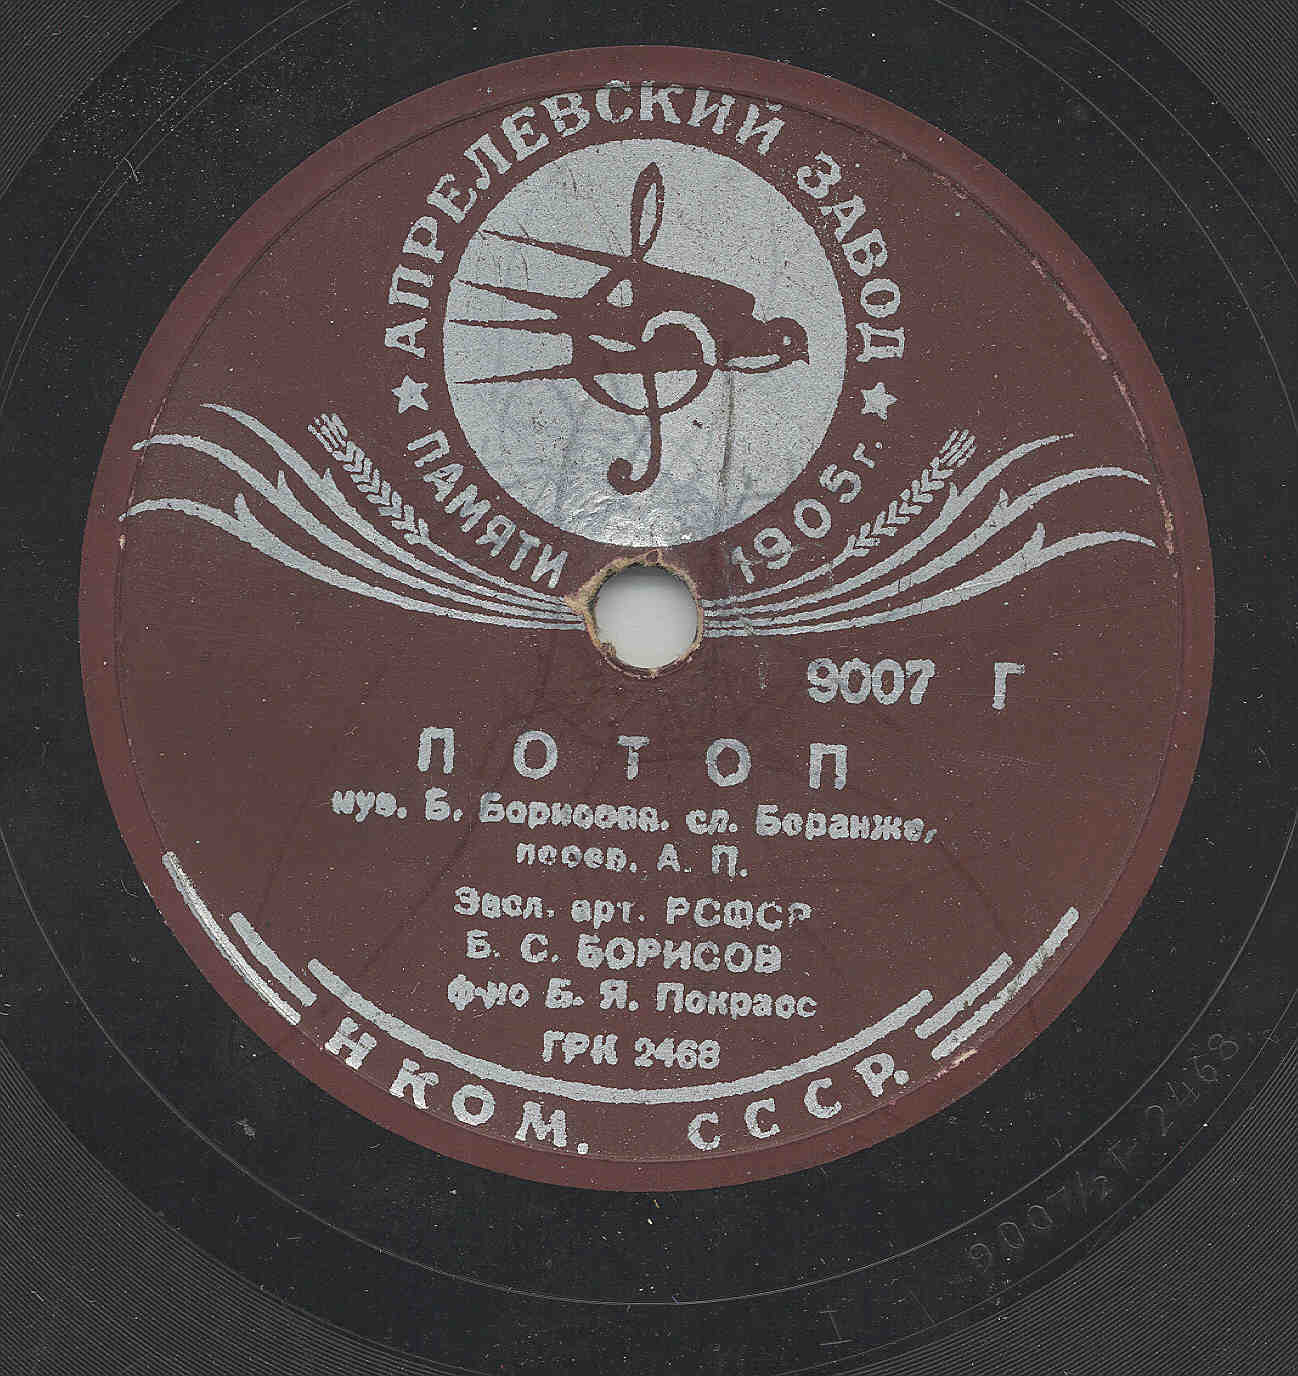 АПРЕЛЕВСКИЙ ЗАВОД
ПАМЯТИ 1905 г.
9007 Г
ПОТОП
муз. Б. Борисова, сл. Беранже,
перев. А. П.
Засл. арт. РСФСР
Б. С. БОРИСОВ
ф-но Б. Я. Покрасс
ГРК 2468
НКОМ. СССР.